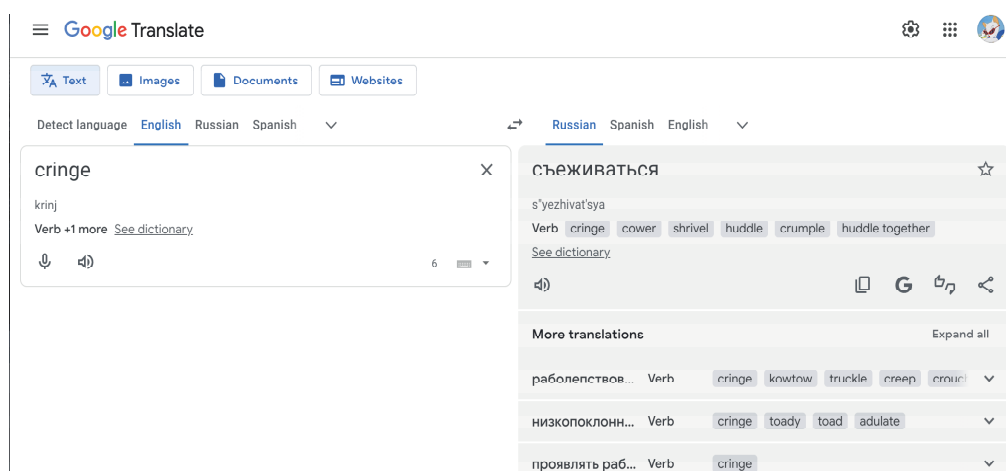 Google Translate
Text Images Documents Websites
Detect language English Russian Spanish
Russian Spanish English
cringe
krinj
Verb +1 more See dictionary
6
съеживаться
s"yezhivat'sya
Verb cringe cower shrivel huddle crumple huddle together
See dictionary
More translations Expand all
раболепствов... Verb cringe kowtow truckle creep
низкопоклонн... Verb cringe toady toad adulate
проявлять раб... Verb cringe